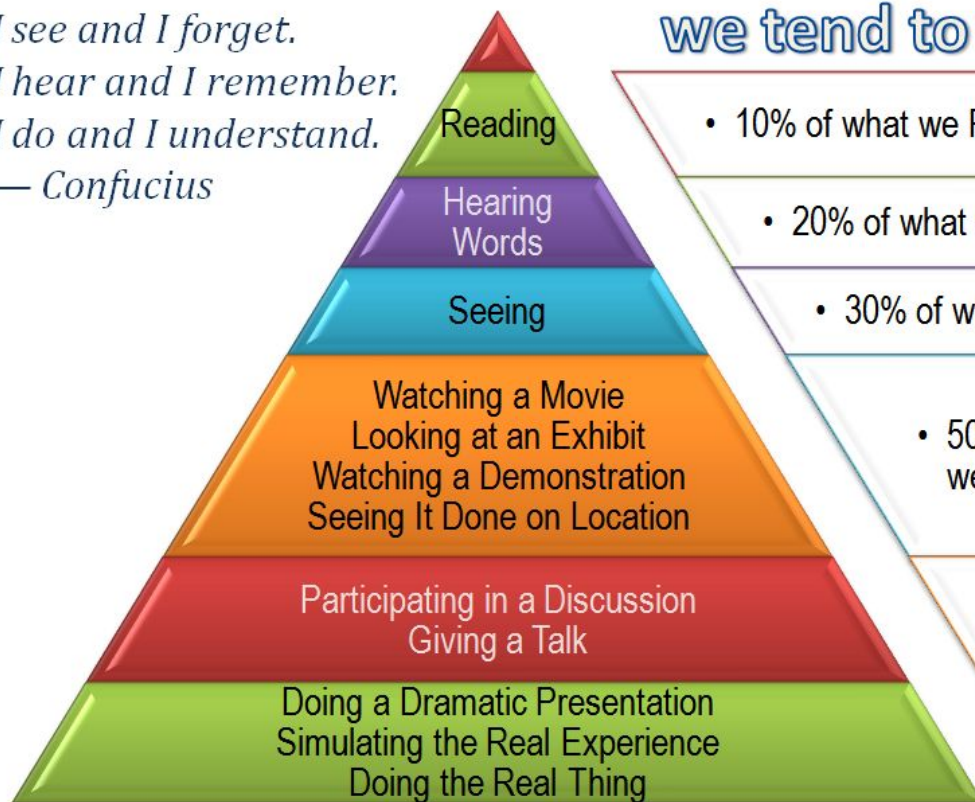 I see and I forget.
I hear and I remember.
I do and I understand.
— Confucius
Reading
Hearing
Words
Seeing
Watching a Movie
Looking at an Exhibit
Watching a Demonstration
Seeing It Done on Location
Participating in a Discussion
Giving a Talk
Doing a Dramatic Presentation
Simulating the Real Experience
Doing the Real Thing
we tend to
• 10% of what we
• 20% of what
• 30% of